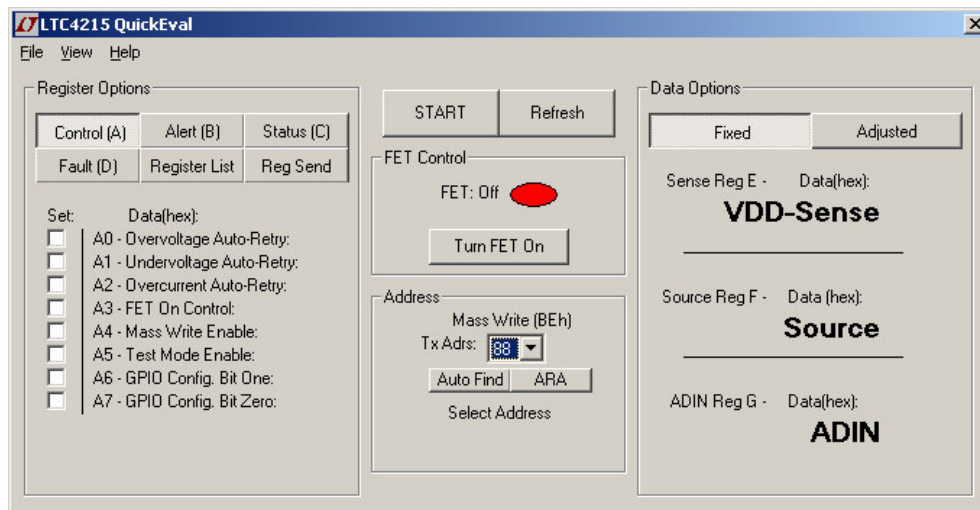 LTC4215 QuickEval
File View Help
Register Options
Control (A) Alert (B) Status (C)
Fault (D) Register List Reg Send
Set: Data(hex):
A0 - Overvoltage Auto-Retry:
A1 - Undervoltage Auto-Retry:
A2 - Overcurrent Auto-Retry:
A3 - FET On Control:
A4 - Mass Write Enable:
A5 - Test Mode Enable:
A6 - GPIO Config. Bit One:
A7 - GPIO Config. Bit Zero:
START Refresh
FET Control
FET: Off
Turn FET On
Address
Mass Write (BEh)
Tx Adrs: 88
Auto Find ARA
Select Address
Data Options
Fixed Adjusted
Sense Reg E - Data(hex):
VDD-Sense
Source Reg F - Data (hex):
Source
ADIN Reg G - Data(hex):
ADIN